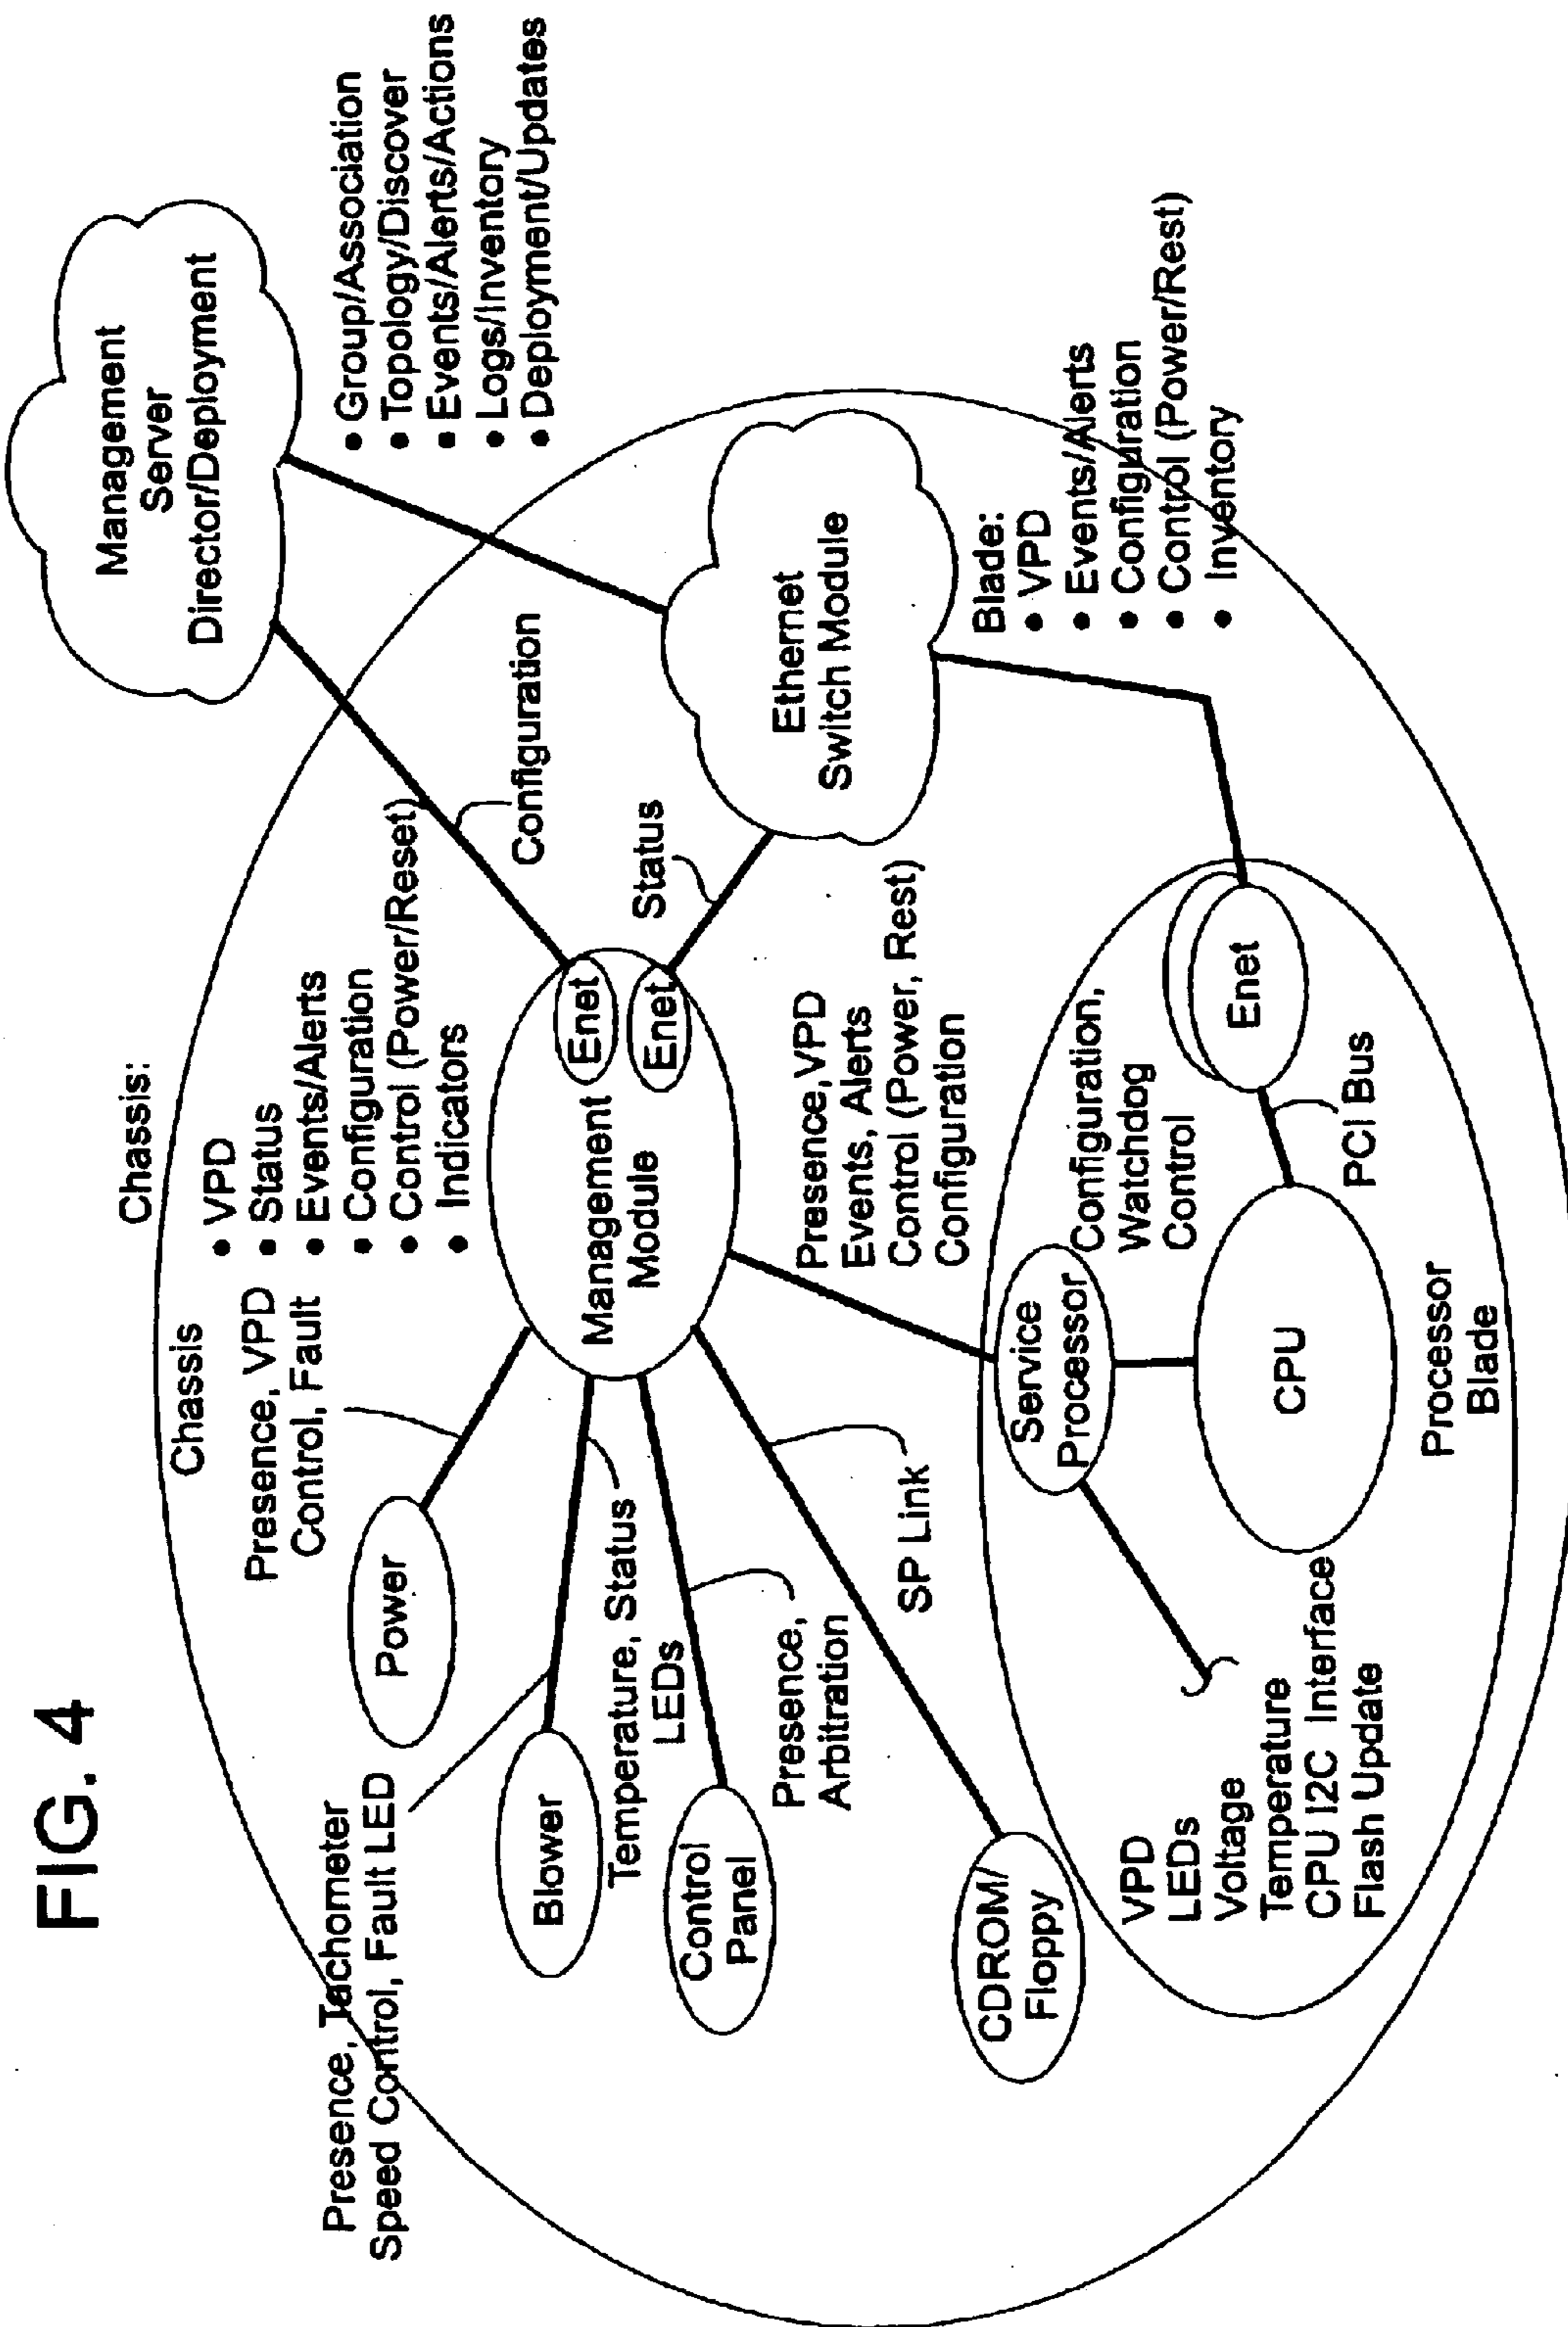 FIG. 4
Management
Server
Director/Deployment
• Group/Association
• Topology/Discover
• Events/Alerts/Actions
• Logs/Inventory
• Deployment/Updates
Chassis:
• VPD
• Status
• Events/Alerts
• Configuration
• Control (Power/Reset)
• Indicators
Chassis
Presence, VPD
Control, Fault
Power
Presence, Tachometer
Speed Control, Fault LED
Blower
Temperature, Status
LEDs
Control
Panel
Presence,
Arbitration
CDROM/
Floppy
SP Link
Management
Module
Enet
Enet
Configuration
Status
Ethernet
Switch Module
Presence, VPD
Events, Alerts
Control (Power, Rest)
Configuration
Blade:
• VPD
• Events/Alerts
• Configuration
• Control (Power/Rest)
• Inventory
Service
Processor
Configuration,
Watchdog
Control
Enet
PCI Bus
CPU
VPD
LEDs
Voltage
Temperature
CPU I2C Interface
Flash Update
Processor
Blade